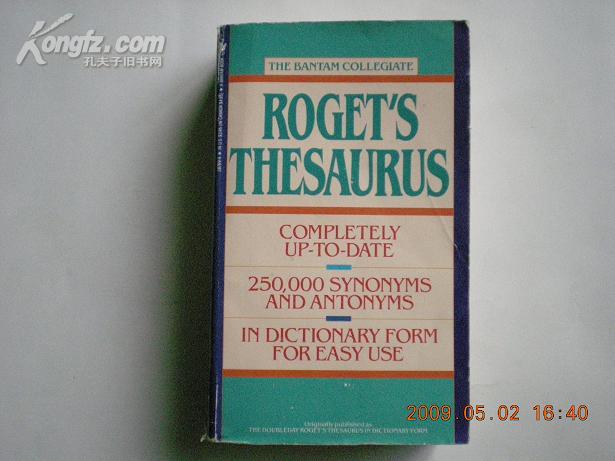 Kongfz.com
孔夫子旧书网
THE BANTAM COLLEGIATE
ROGET'S
THESAURUS
COMPLETELY
UP-TO-DATE
250,000 SYNONYMS
AND ANTONYMS
IN DICTIONARY FORM
FOR EASY USE
Originally published as
THE DOUBLEDAY ROGET'S THESAURUS IN DICTIONARY FORM
2009.05.02 16:40